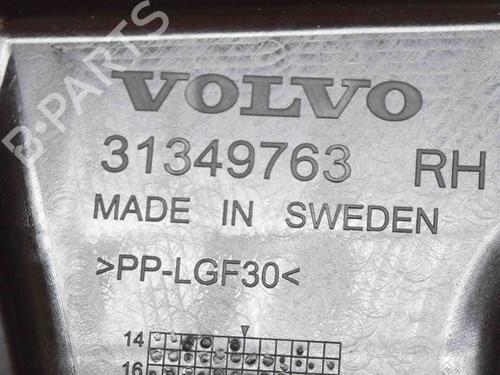 B-PARTS
VOLVO
31349763 RH
MADE IN SWEDEN
>PP-LGF30<
14
16